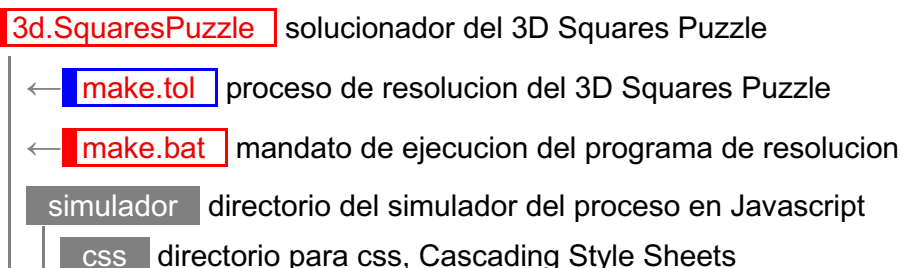 3d.SquaresPuzzle solucionador del 3D Squares Puzzle
← make.tol proceso de resolucion del 3D Squares Puzzle
← make.bat mandato de ejecucion del programa de resolucion
simulador directorio del simulador del proceso en Javascript
css directorio para css, Cascading Style Sheets